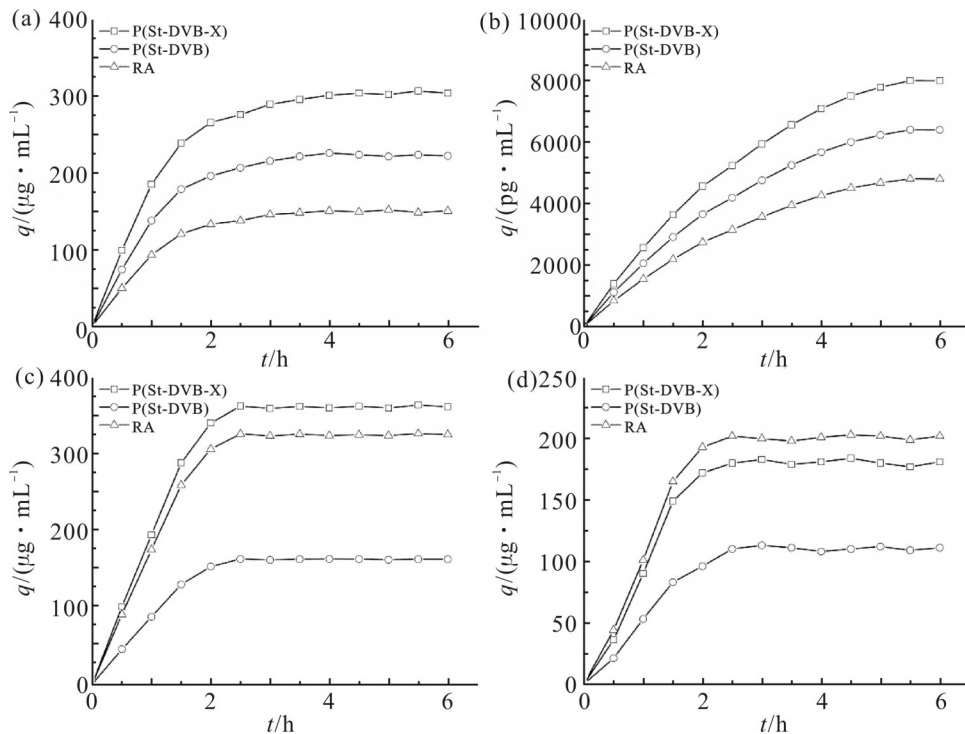 (a)
400
300
200
100
0
q/(μg · mL⁻¹)
P(St-DVB-X)
P(St-DVB)
RA
0 2 4 6
t/h
(b)
10000
8000
6000
4000
2000
0
q/(pg · mL⁻¹)
P(St-DVB-X)
P(St-DVB)
RA
0 2 4 6
t/h
(c)
400
300
200
100
0
q/(μg · mL⁻¹)
P(St-DVB-X)
P(St-DVB)
RA
0 2 4 6
t/h
(d)
250
200
150
100
50
0
q/(μg · mL⁻¹)
P(St-DVB-X)
P(St-DVB)
RA
0 2 4 6
t/h